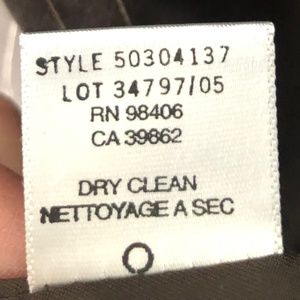 STYLE 50304137
LOT 34797/05
RN 98406
CA 39862
DRY CLEAN
NETTOYAGE A SEC